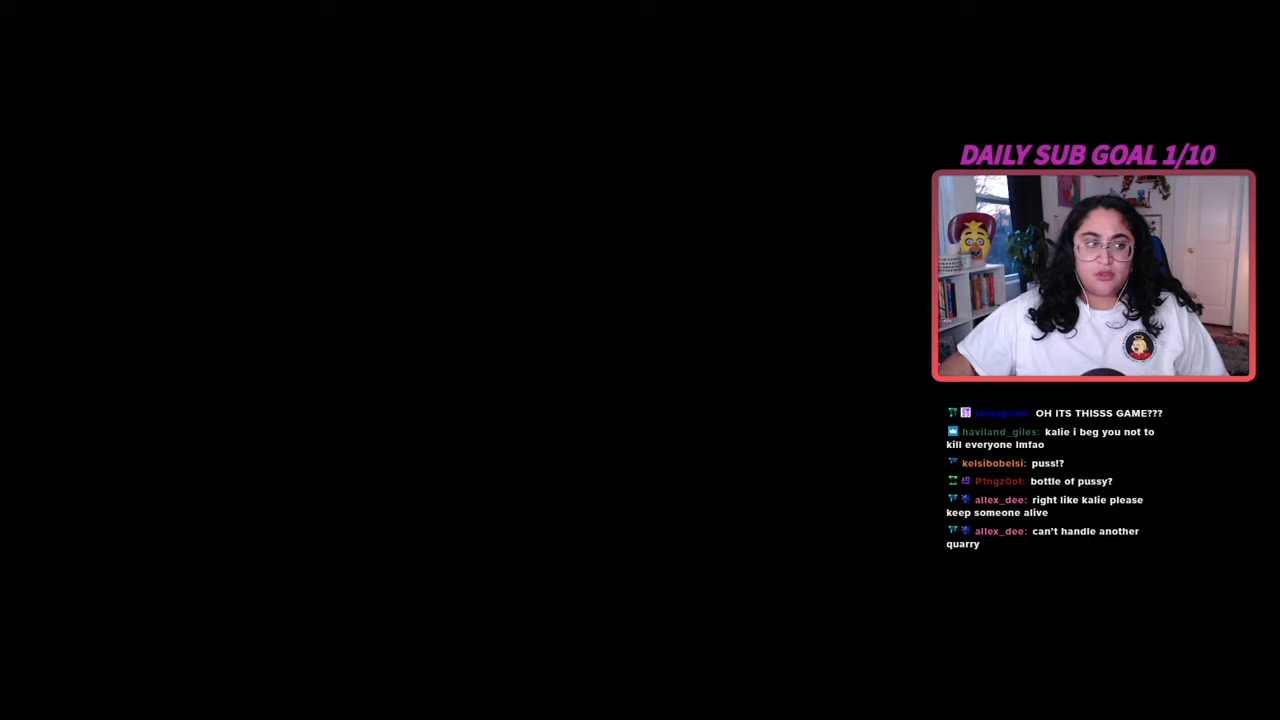 DAILY SUB GOAL 1/10
OH ITS THISSS GAME???
haviland_giles: kalie i beg you not to
kill everyone lmfao
kelsibobelsi: puss!?
P1ngz0ot: bottle of pussy?
allex_dee: right like kalie please
keep someone alive
allex_dee: can't handle another
quarry